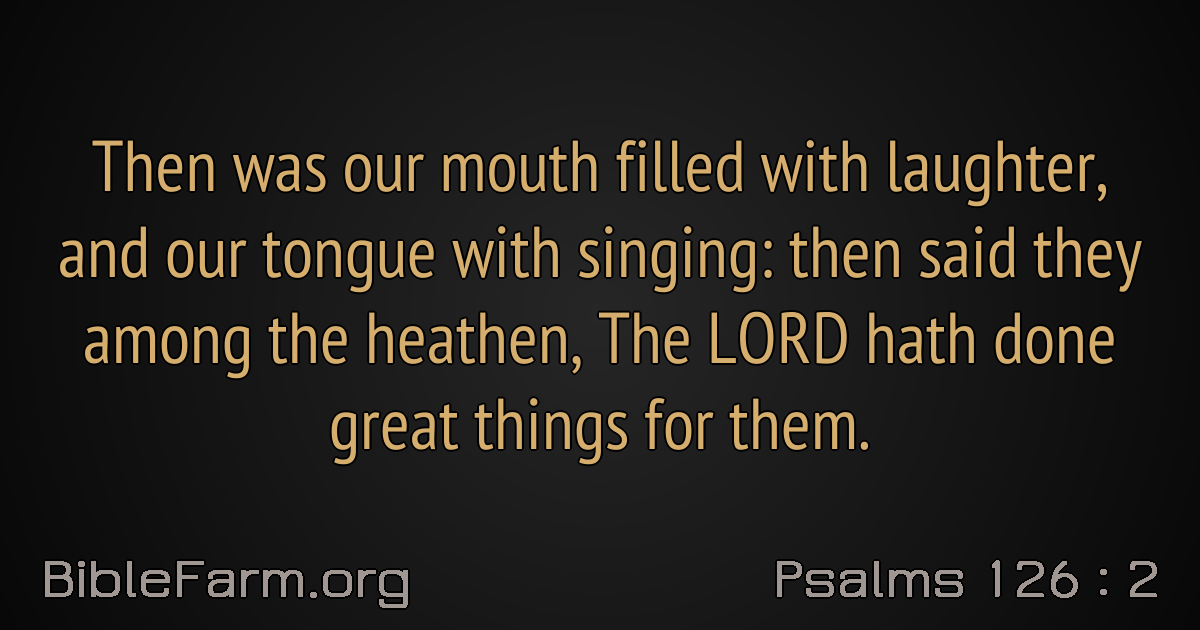 Then was our mouth filled with laughter,
and our tongue with singing: then said they
among the heathen, The LORD hath done
great things for them.
BibleFarm.org
Psalms 126 : 2